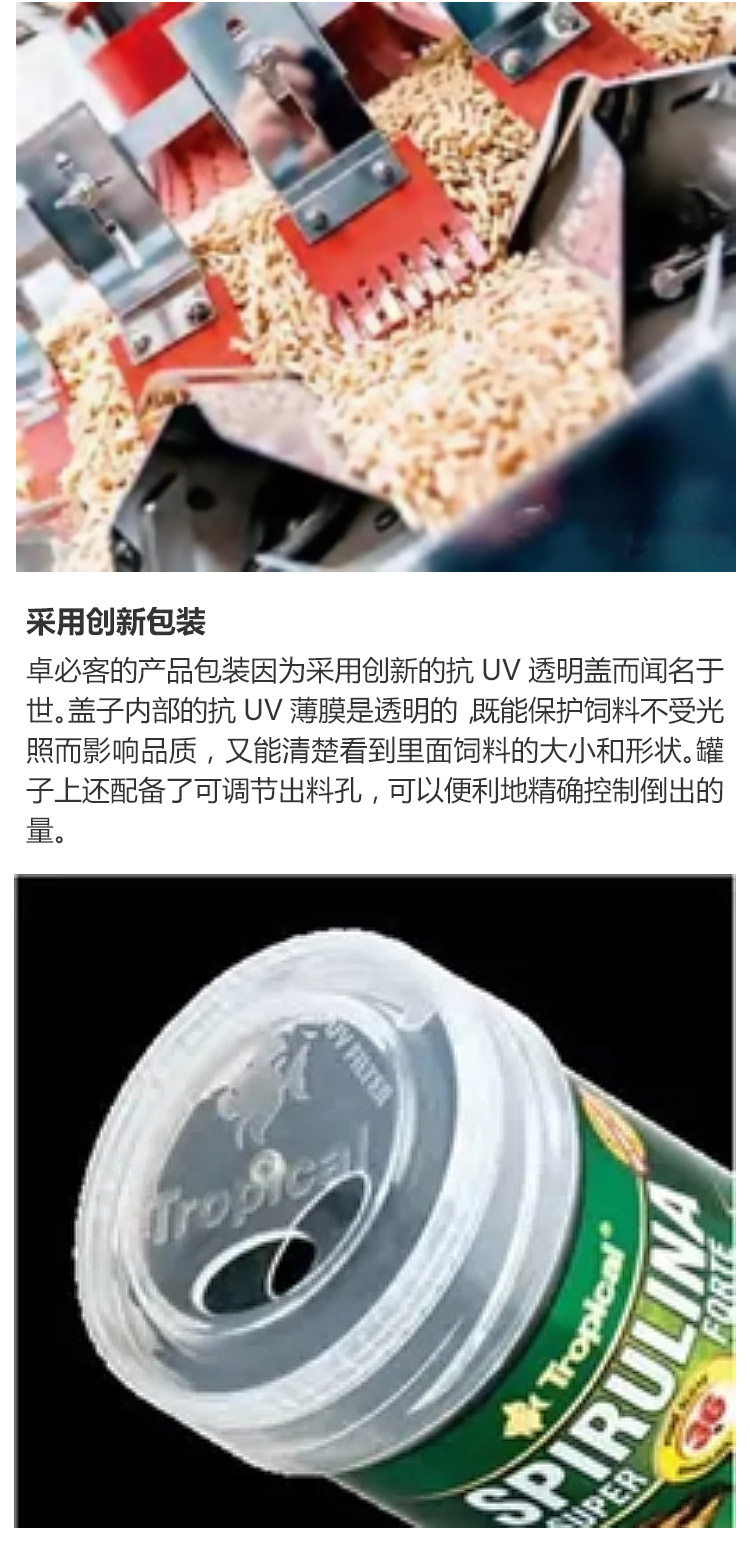 采用创新包装
卓必客的产品包装因为采用创新的抗 UV 透明盖而闻名于
世。盖子内部的抗 UV 薄膜是透明的 ,既能保护饲料不受光
照而影响品质，又能清楚看到里面饲料的大小和形状。罐
子上还配备了可调节出料孔，可以便利地精确控制倒出的
量。
UV FILTER
Tropical
Tropical
SPIRULINA
FORTE
SUPER
36